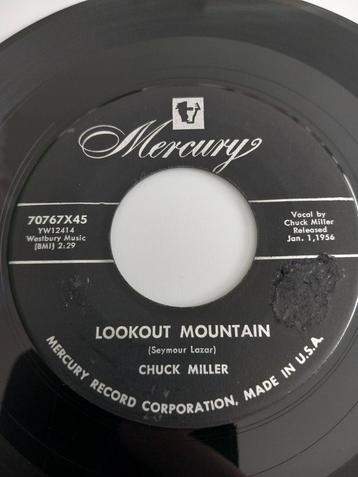 Mercury
70767X45
YW12414
Westbury Music
(BMI) 2:29
Vocal by
Chuck Miller
Released
Jan. 1, 1956
LOOKOUT MOUNTAIN
(Seymour Lazar)
CHUCK MILLER
MERCURY RECORD CORPORATION, MADE IN U.S.A.